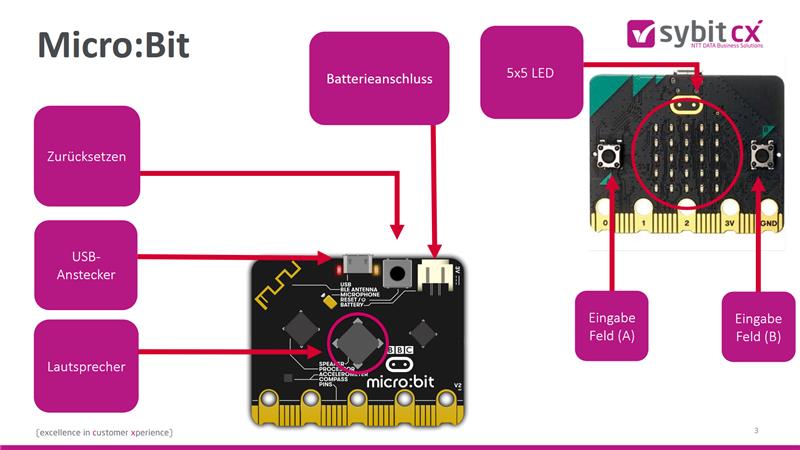 Micro:Bit
sybit cx
NTT DATA Business Solutions
Batterieanschluss
5x5 LED
Zurücksetzen
USB-
Anstecker
Lautsprecher
0
1
2
3V
GND
Eingabe
Feld (A)
Eingabe
Feld (B)
3V
USB
BLE ANTENNA
MICROPHONE
RESET/
BATTERY
SPEAKER
PROCESSOR
ACCELEROMETER
COMPASS
PINS
BBC
micro:bit
V2
{excellence in customer xperience}
3